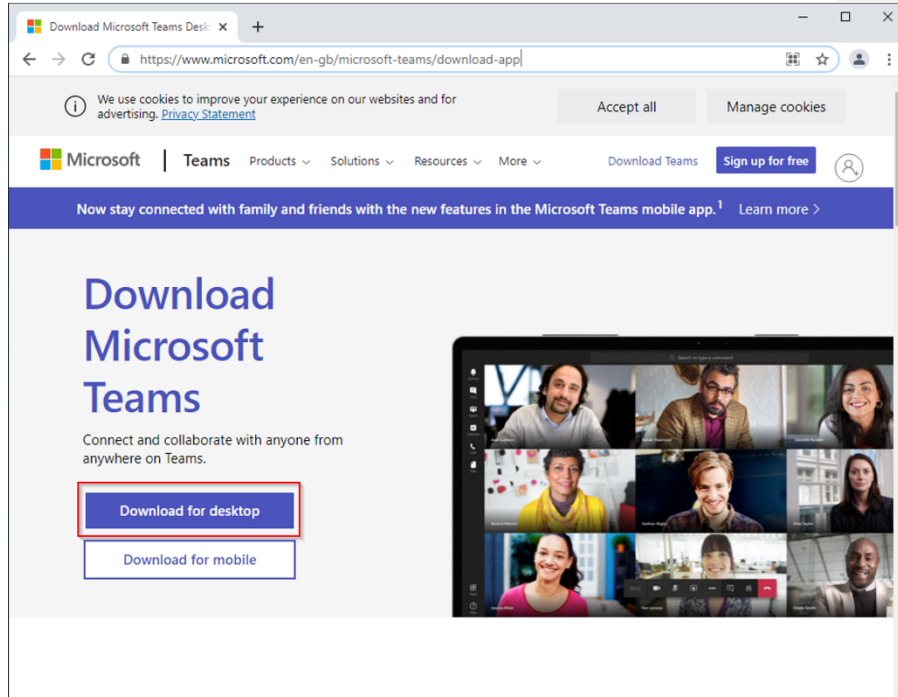 Download Microsoft Teams Desk
https://www.microsoft.com/en-gb/microsoft-teams/download-app
We use cookies to improve your experience on our websites and for
advertising. Privacy Statement
Accept all
Manage cookies
Microsoft Teams Products Solutions Resources More Download Teams Sign up for free
Now stay connected with family and friends with the new features in the Microsoft Teams mobile app.1 Learn more >
Download
Microsoft
Teams
Connect and collaborate with anyone from
anywhere on Teams.
Download for desktop
Download for mobile
Search or type a command